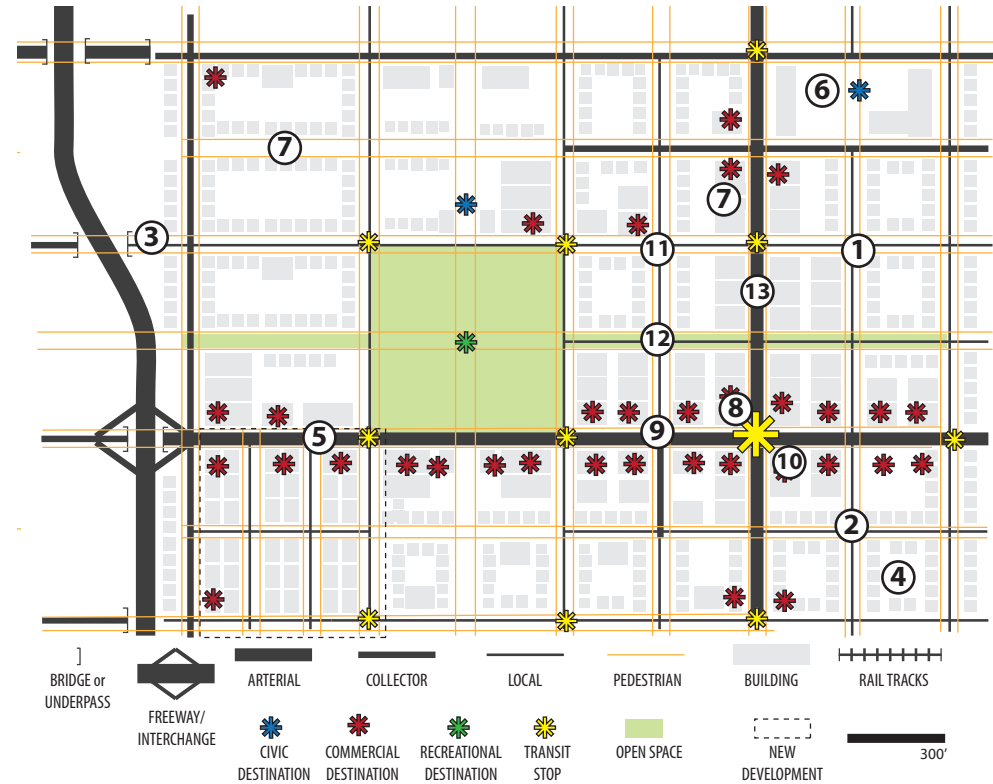 6
7
7
3
11
1
13
12
8
5
9
10
2
4
BRIDGE or
UNDERPASS
FREEWAY/
INTERCHANGE
ARTERIAL
COLLECTOR
LOCAL
PEDESTRIAN
BUILDING
RAIL TRACKS
CIVIC
DESTINATION
COMMERCIAL
DESTINATION
RECREATIONAL
DESTINATION
TRANSIT
STOP
OPEN SPACE
NEW
DEVELOPMENT
300'